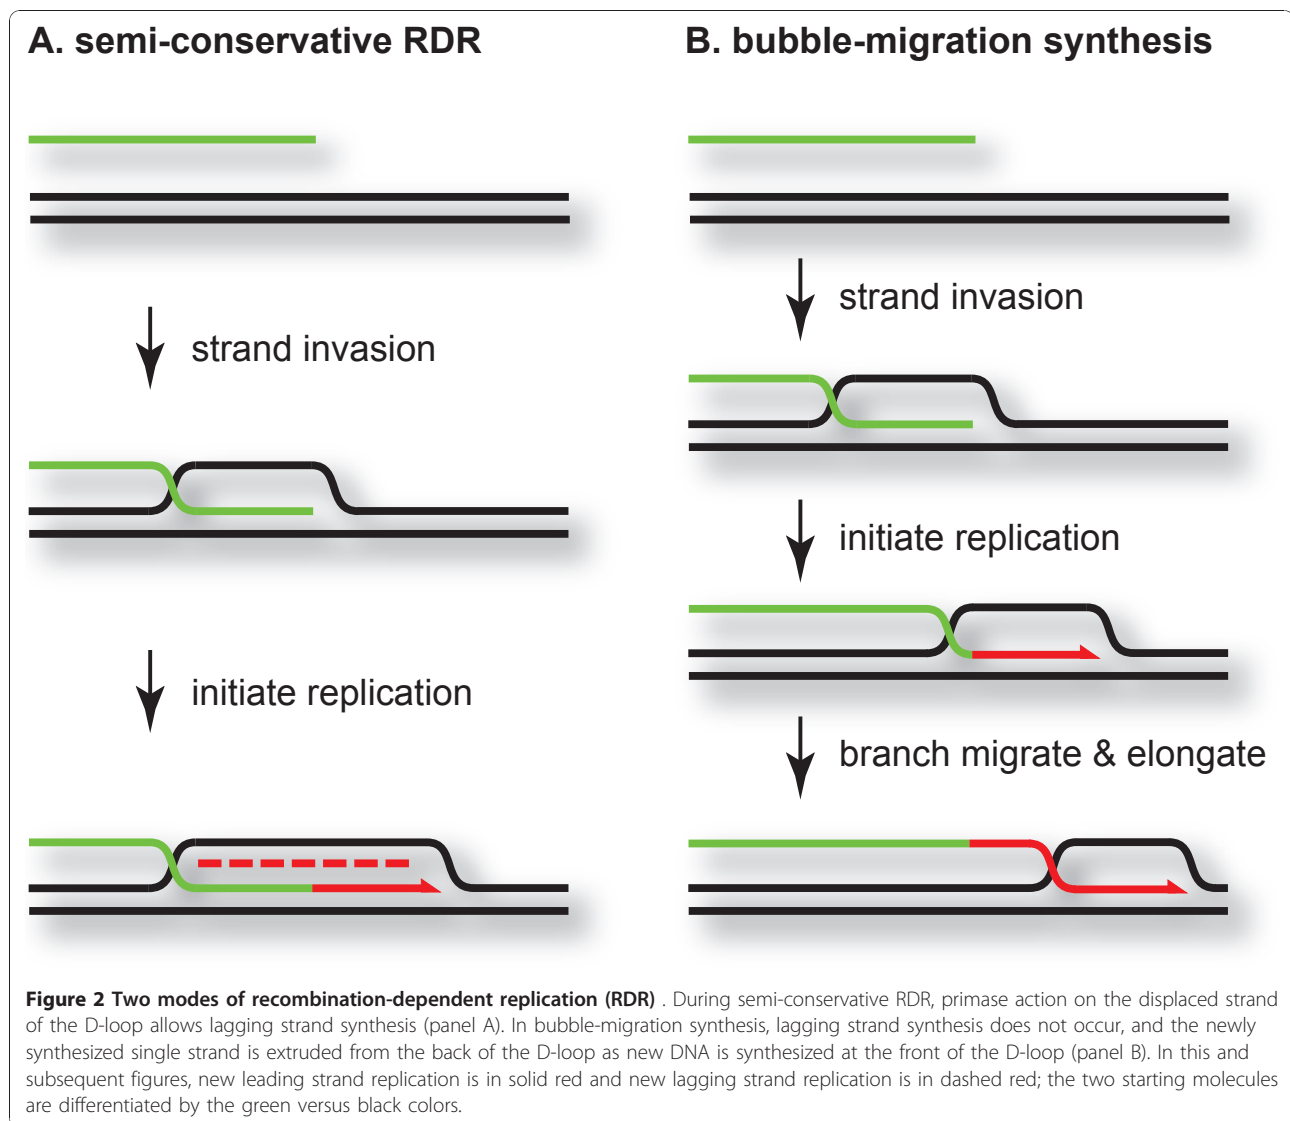 A. semi-conservative RDR
strand invasion
initiate replication
B. bubble-migration synthesis
strand invasion
initiate replication
branch migrate & elongate
Figure 2 Two modes of recombination-dependent replication (RDR) . During semi-conservative RDR, primase action on the displaced strand
of the D-loop allows lagging strand synthesis (panel A). In bubble-migration synthesis, lagging strand synthesis does not occur, and the newly
synthesized single strand is extruded from the back of the D-loop as new DNA is synthesized at the front of the D-loop (panel B). In this and
subsequent figures, new leading strand replication is in solid red and new lagging strand replication is in dashed red; the two starting molecules
are differentiated by the green versus black colors.